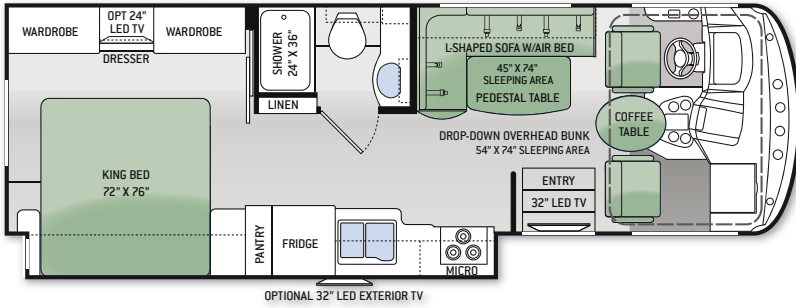 WARDROBE
OPT 24"
LED TV
WARDROBE
DRESSER
SHOWER
24" X 36"
LINEN
L-SHAPED SOFA W/AIR BED
45" X 74"
SLEEPING AREA
PEDESTAL TABLE
DROP-DOWN OVERHEAD BUNK
54" X 74" SLEEPING AREA
COFFEE
TABLE
KING BED
72" X 76"
ENTRY
32" LED TV
PANTRY
FRIDGE
MICRO
OPTIONAL 32" LED EXTERIOR TV